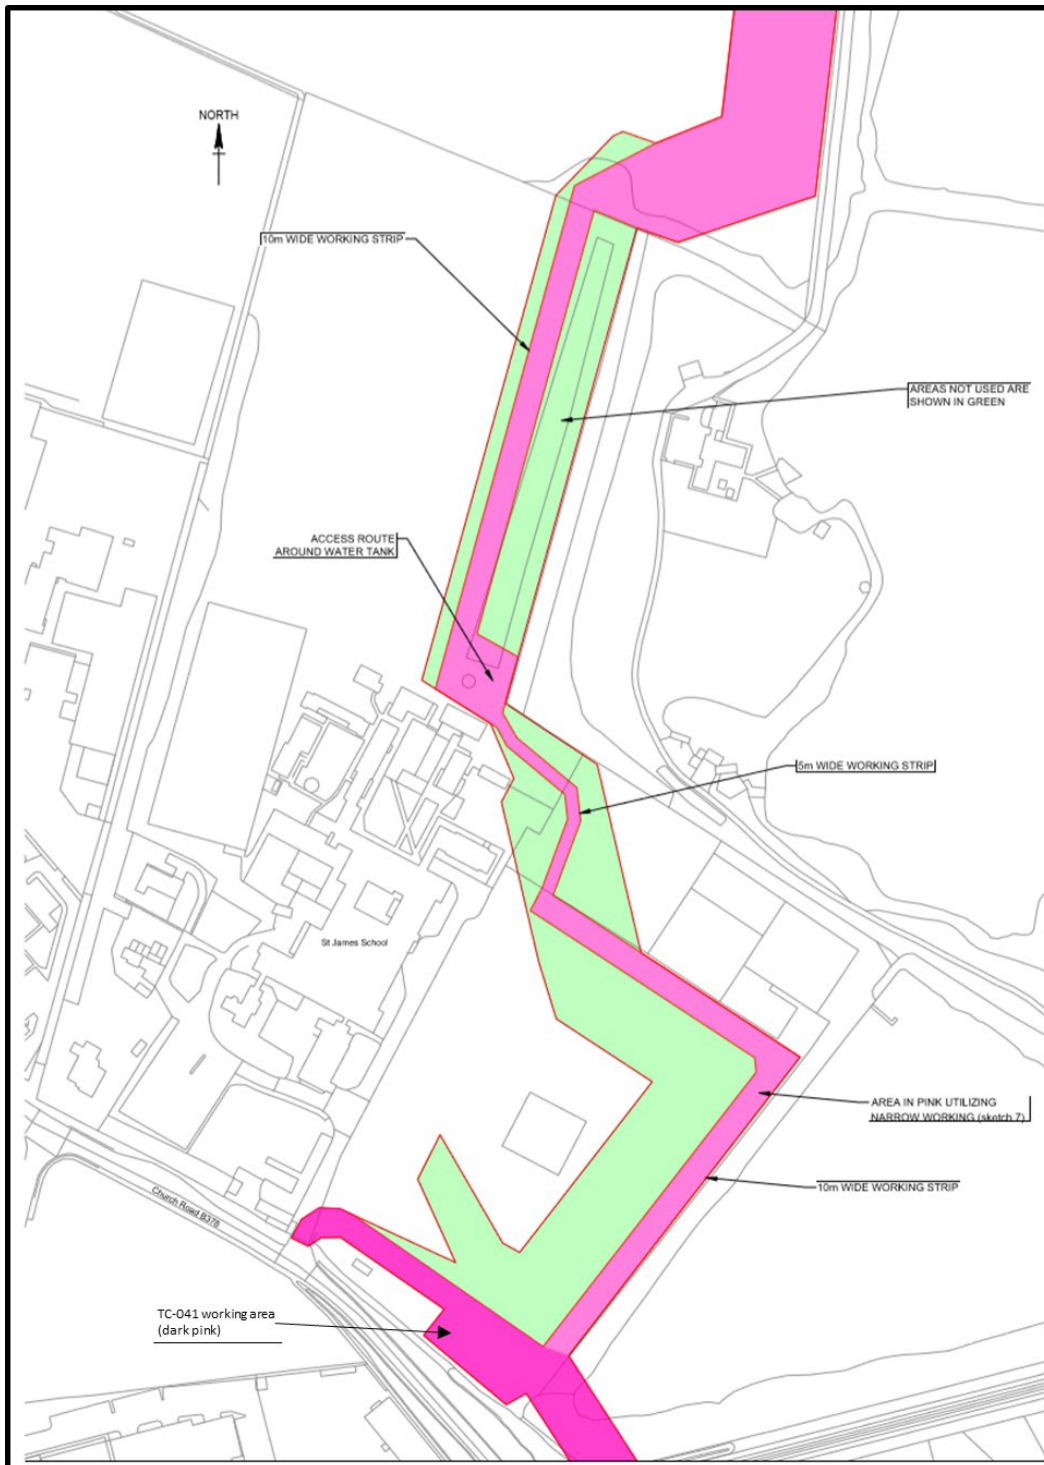 NORTH
10m WIDE WORKING STRIP
AREAS NOT USED ARE
SHOWN IN GREEN
ACCESS ROUTE
AROUND WATER TANK
5m WIDE WORKING STRIP
St James School
AREA IN PINK UTILIZING
NARROW WORKING (sketch 7)
10m WIDE WORKING STRIP
Church Road B376
TC-041 working area
(dark pink)